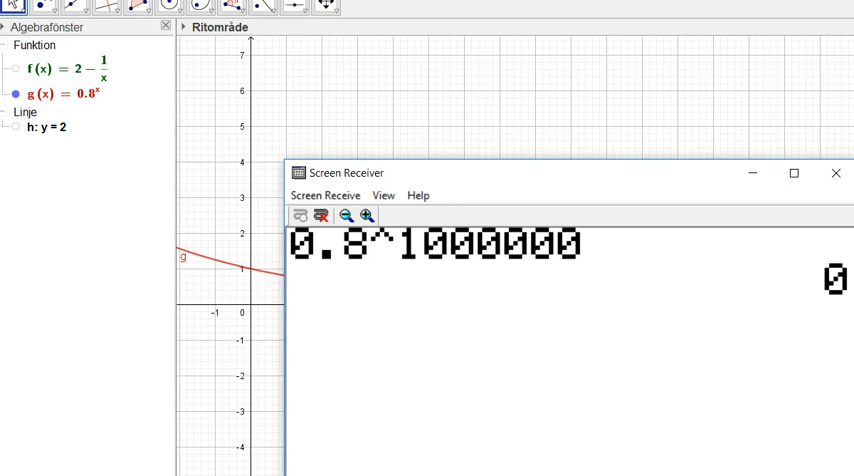 Algebrafönster
Ritområde
Funktion
f(x) = 2 − 1/x
g(x) = 0.8^x
Linje
h: y = 2
7
6
5
4
3
2
1
0
-1
-1
-2
-3
-4
g
Screen Receiver
Screen Receive View Help
0.8^1000000
0